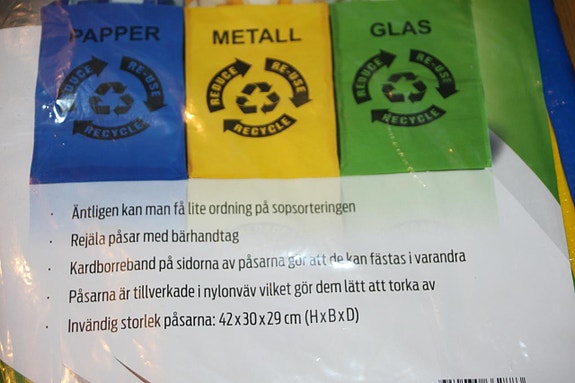 PAPPER METALL GLAS
REDUCE RE-USE RECYCLE REDUCE RE-USE RECYCLE REDUCE RE-USE RECYCLE
· Äntligen kan man få lite ordning på sopsorteringen
· Rejäla påsar med bärhandtag
· Kardborreband på sidorna av påsarna gör att de kan fästas i varandra
· Påsarna är tillverkade i nylonväv vilket gör dem lätt att torka av
· Invändig storlek påsarna: 42 x 30 x 29 cm (H x B x D)